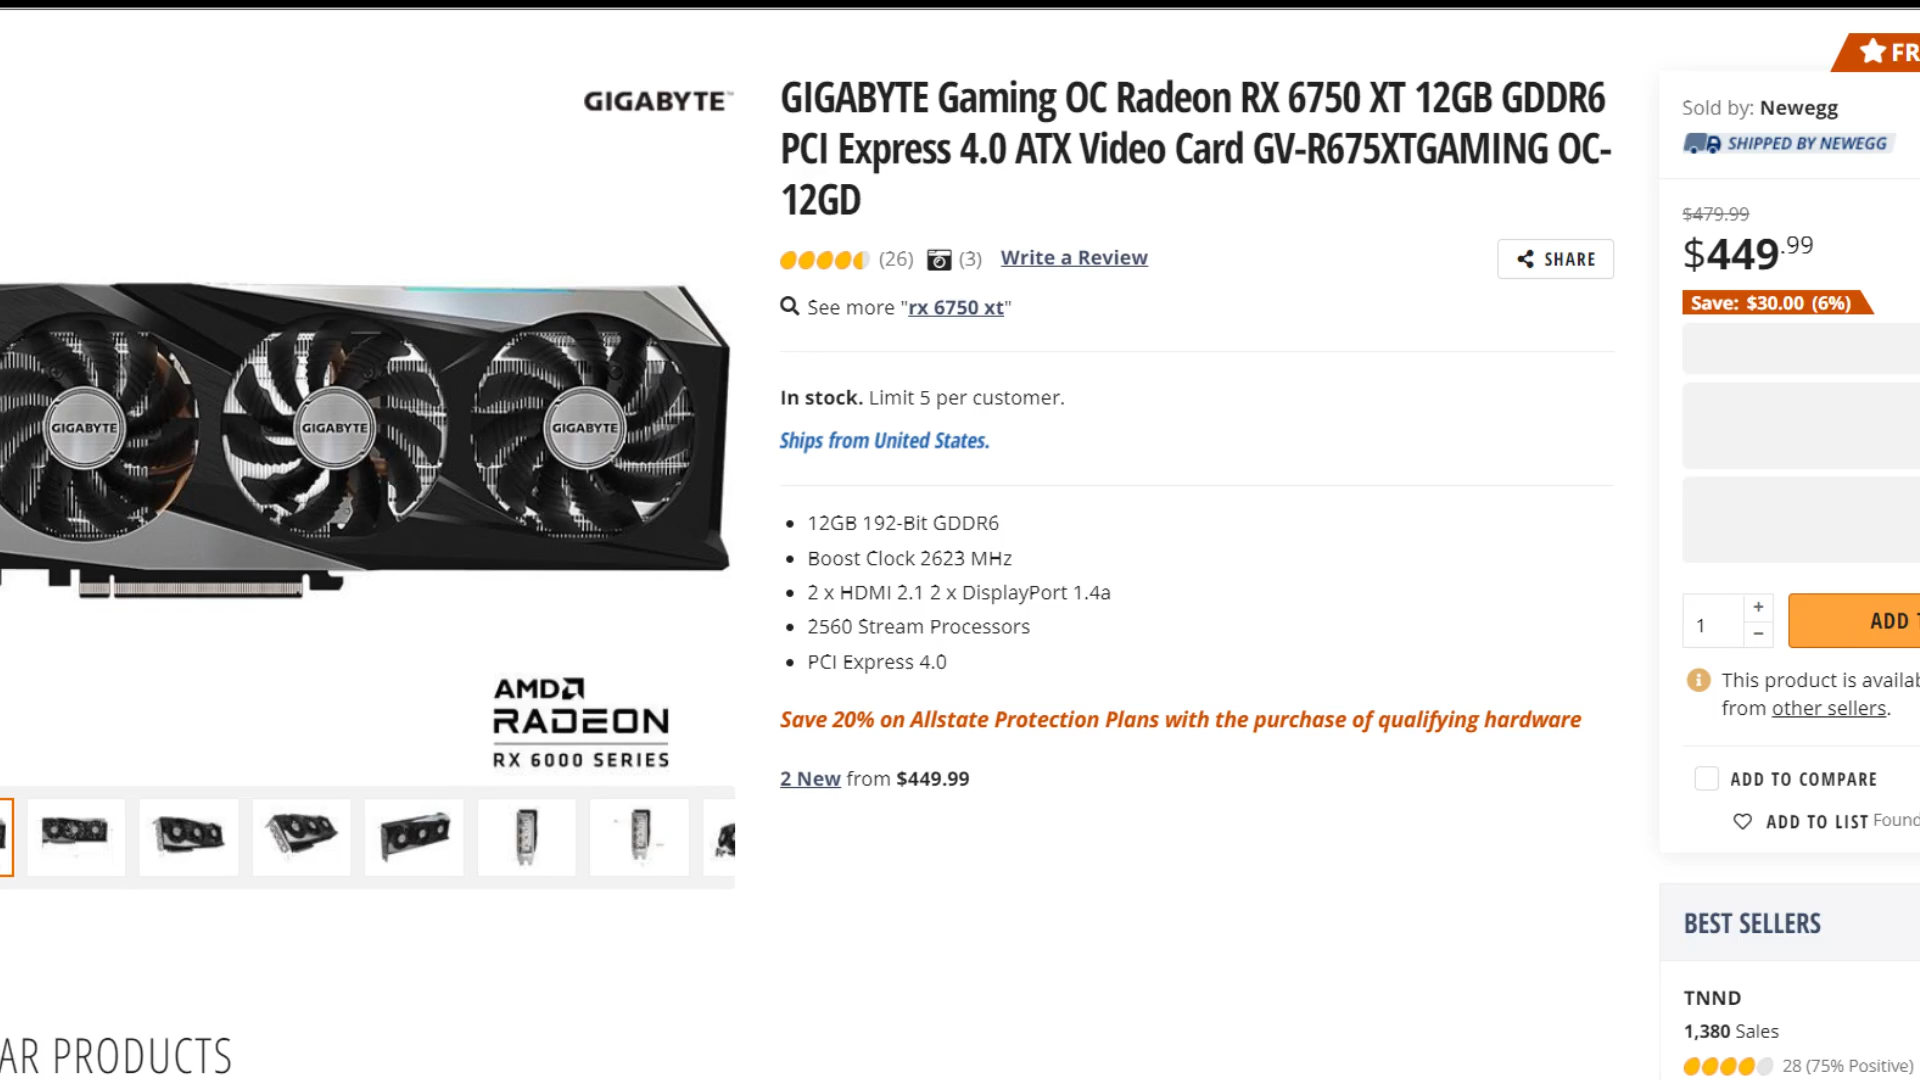 FR
GIGABYTE™
GIGABYTE Gaming OC Radeon RX 6750 XT 12GB GDDR6
PCI Express 4.0 ATX Video Card GV-R675XTGAMING OC-
12GD
(26) (3) Write a Review
SHARE
See more "rx 6750 xt"
In stock. Limit 5 per customer.
Ships from United States.
12GB 192-Bit GDDR6
Boost Clock 2623 MHz
2 x HDMI 2.1 2 x DisplayPort 1.4a
2560 Stream Processors
PCI Express 4.0
Save 20% on Allstate Protection Plans with the purchase of qualifying hardware
2 New from $449.99
GIGABYTE
GIGABYTE
GIGABYTE
AMD
RADEON
RX 6000 SERIES
AR PRODUCTS
Sold by: Newegg
SHIPPED BY NEWEGG
$479.99
$449.99
Save: $30.00 (6%)
1
+
−
ADD T
This product is availab
from other sellers.
ADD TO COMPARE
ADD TO LIST Found
BEST SELLERS
TNND
1,380 Sales
28 (75% Positive)